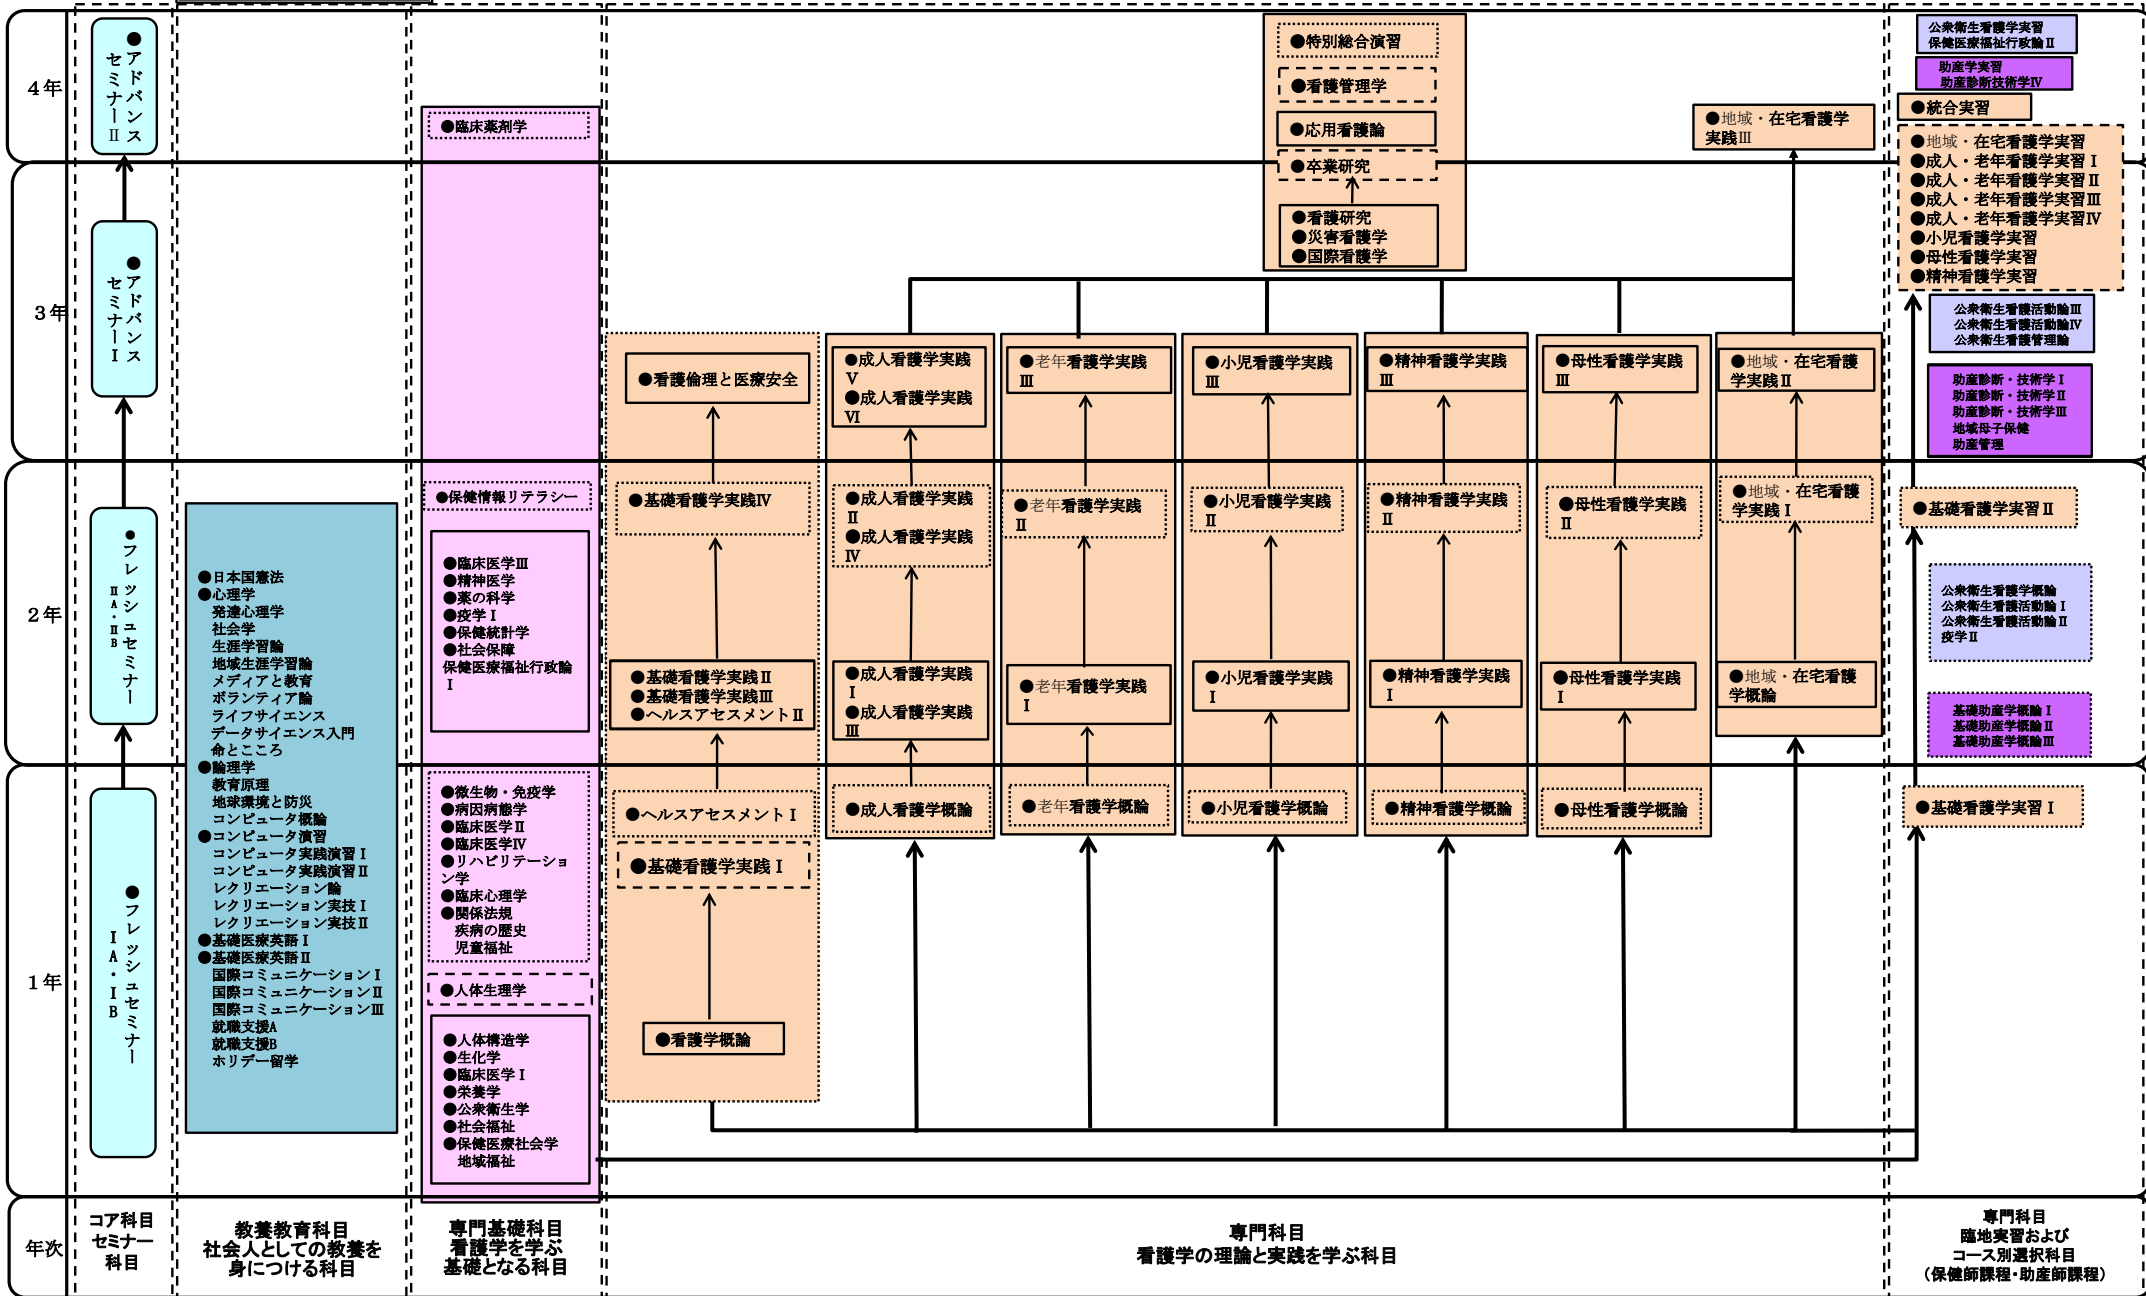 4年
●アドバンス
セミナーⅡ
●臨床薬剤学
●特別総合演習
●看護管理学
●応用看護論
●卒業研究
●看護研究
●災害看護学
●国際看護学
●地域・在宅看護学
実践Ⅲ
公衆衛生看護学実習
保健医療福祉行政論Ⅱ
助産学実習
助産診断技術学Ⅳ
●統合実習
●地域・在宅看護学実習
●成人・老年看護学実習Ⅰ
●成人・老年看護学実習Ⅱ
●成人・老年看護学実習Ⅲ
●成人・老年看護学実習Ⅳ
●小児看護学実習
●母性看護学実習
●精神看護学実習
3年
●アドバンス
セミナーⅠ
●看護倫理と医療安全
●成人看護学実践
Ⅴ
●成人看護学実践
Ⅵ
●老年看護学実践
Ⅲ
●小児看護学実践
Ⅲ
●精神看護学実践
Ⅲ
●母性看護学実践
Ⅲ
●地域・在宅看護
学実践Ⅱ
公衆衛生看護活動論Ⅲ
公衆衛生看護活動論Ⅳ
公衆衛生看護管理論
助産診断・技術学Ⅰ
助産診断・技術学Ⅱ
助産診断・技術学Ⅲ
地域母子保健
助産管理
2年
●フレッシュセミナー
ⅡA・ⅡB
●日本国憲法
●心理学
発達心理学
社会学
生涯学習論
地域生涯学習論
メディアと教育
ボランティア論
ライフサイエンス
データサイエンス入門
命とこころ
●論理学
教育原理
地球環境と防災
コンピュータ概論
●コンピュータ演習
コンピュータ実践演習Ⅰ
コンピュータ実践演習Ⅱ
レクリエーション論
レクリエーション実技Ⅰ
レクリエーション実技Ⅱ
●基礎医療英語Ⅰ
●基礎医療英語Ⅱ
国際コミュニケーションⅠ
国際コミュニケーションⅡ
国際コミュニケーションⅢ
就職支援A
就職支援B
ホリデー留学
●保健情報リテラシー
●臨床医学Ⅲ
●精神医学
●薬の科学
●疫学Ⅰ
●保健統計学
●社会保障
保健医療福祉行政論
Ⅰ
●基礎看護学実践Ⅳ
●成人看護学実践
Ⅱ
●成人看護学実践
Ⅳ
●老年看護学実践
Ⅱ
●小児看護学実践
Ⅱ
●精神看護学実践
Ⅱ
●母性看護学実践
Ⅱ
●地域・在宅看護
学実践Ⅰ
●基礎看護学実習Ⅱ
●基礎看護学実践Ⅱ
●基礎看護学実践Ⅲ
●ヘルスアセスメントⅡ
●成人看護学実践
Ⅰ
●成人看護学実践
Ⅲ
●老年看護学実践
Ⅰ
●小児看護学実践
Ⅰ
●精神看護学実践
Ⅰ
●母性看護学実践
Ⅰ
●地域・在宅看護
学概論
公衆衛生看護学概論
公衆衛生看護活動論Ⅰ
公衆衛生看護活動論Ⅱ
疫学Ⅱ
基礎助産学概論Ⅰ
基礎助産学概論Ⅱ
基礎助産学概論Ⅲ
1年
●フレッシュセミナー
ⅠA・ⅠB
●微生物・免疫学
●病因病態学
●臨床医学Ⅱ
●臨床医学Ⅳ
●リハビリテーショ
ン学
●臨床心理学
●関係法規
疾病の歴史
児童福祉
●人体生理学
●人体構造学
●生化学
●臨床医学Ⅰ
●栄養学
●公衆衛生学
●社会福祉
●保健医療社会学
地域福祉
●ヘルスアセスメントⅠ
●基礎看護学実践Ⅰ
●看護学概論
●成人看護学概論
●老年看護学概論
●小児看護学概論
●精神看護学概論
●母性看護学概論
●基礎看護学実習Ⅰ
年次
コア科目
セミナー
科目
教養教育科目
社会人としての教養を
身につける科目
専門基礎科目
看護学を学ぶ
基礎となる科目
専門科目
看護学の理論と実践を学ぶ科目
専門科目
臨地実習および
コース別選択科目
（保健師課程・助産師課程）